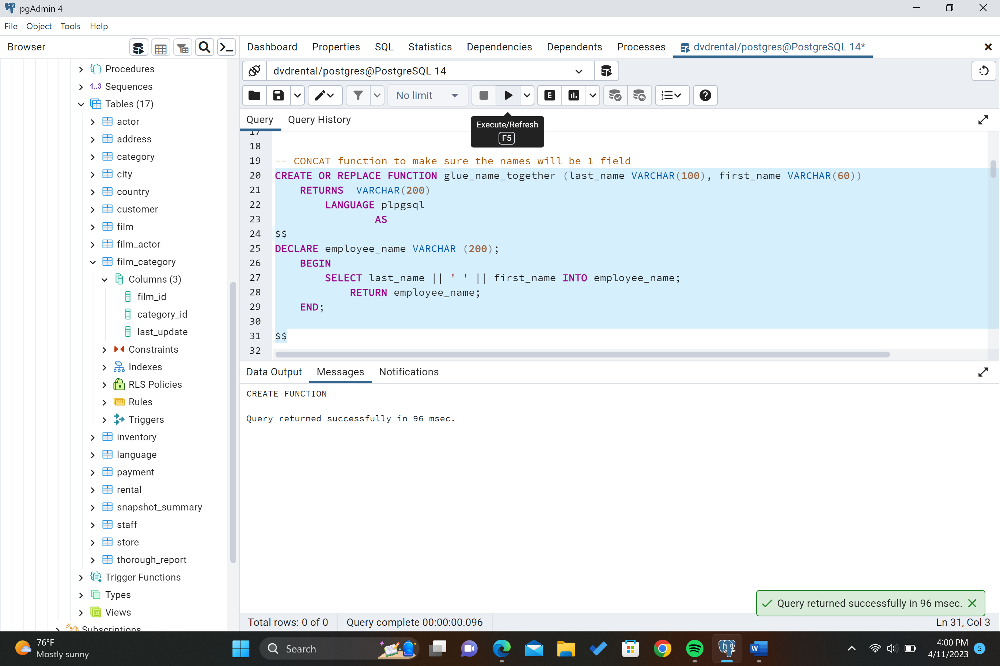 pgAdmin 4
File Object Tools Help
Browser
Dashboard Properties SQL Statistics Dependencies Dependents Processes dvdrental/postgres@PostgreSQL 14*
Procedures
1..3 Sequences
Tables (17)
actor
address
category
city
country
customer
film
film_actor
film_category
Columns (3)
film_id
category_id
last_update
Constraints
Indexes
RLS Policies
Rules
Triggers
inventory
language
payment
rental
snapshot_summary
staff
store
thorough_report
Trigger Functions
Types
Views
Subscriptions
dvdrental/postgres@PostgreSQL 14
No limit
E
Query Query History
Execute/Refresh
F5
17
18
19 -- CONCAT function to make sure the names will be 1 field
20 CREATE OR REPLACE FUNCTION glue_name_together (last_name VARCHAR(100), first_name VARCHAR(60))
21 RETURNS VARCHAR(200)
22 LANGUAGE plpgsql
23 AS
24 $$
25 DECLARE employee_name VARCHAR (200);
26 BEGIN
27 SELECT last_name || ' ' || first_name INTO employee_name;
28 RETURN employee_name;
29 END;
30
31 $$
32
Data Output Messages Notifications
CREATE FUNCTION
Query returned successfully in 96 msec.
Query returned successfully in 96 msec.
Total rows: 0 of 0 Query complete 00:00:00.096 Ln 31, Col 3
76°F
Mostly sunny
Search
W
4:00 PM
4/11/2023
5